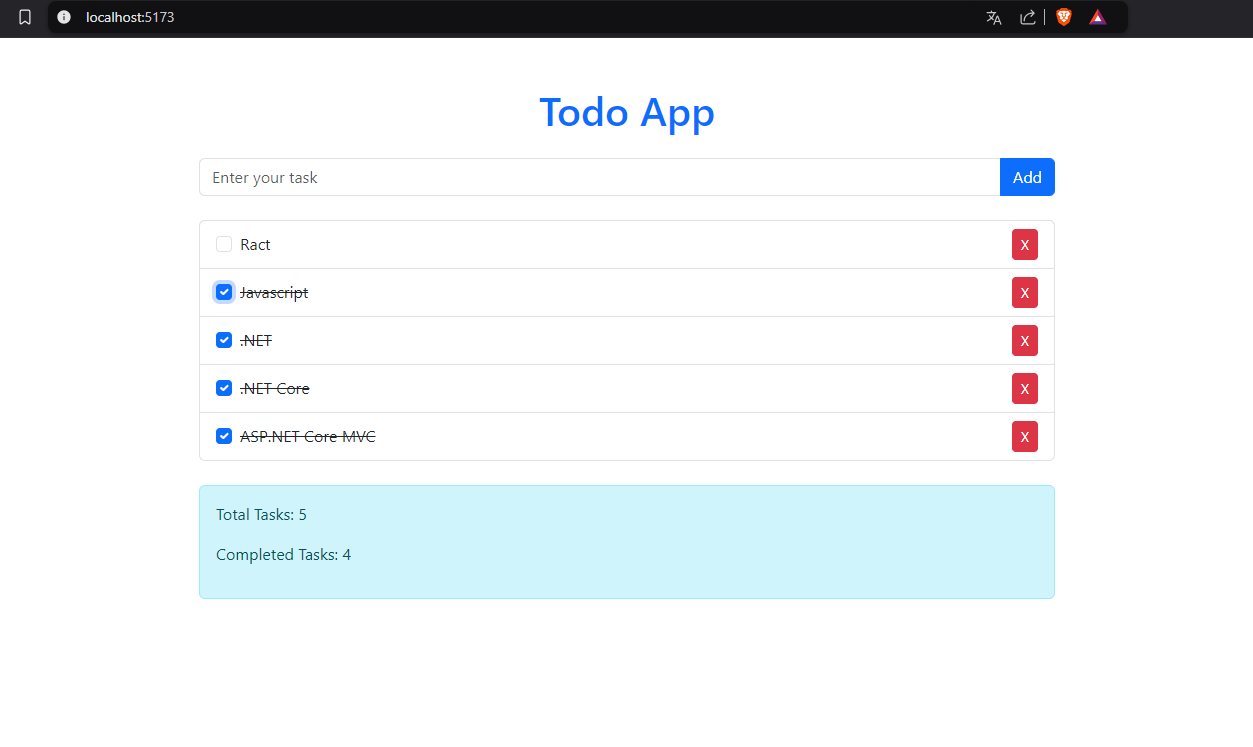 localhost:5173
Todo App
Enter your task
Add
Ract X
Javascript X
.NET X
.NET Core X
ASP.NET Core MVC X
Total Tasks: 5
Completed Tasks: 4